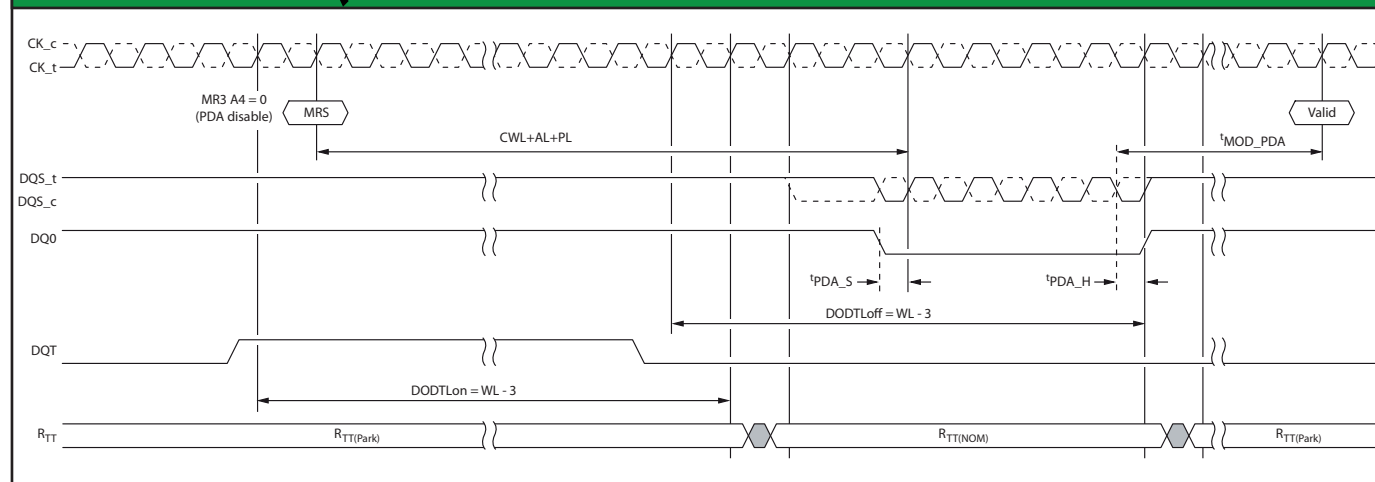 CK_c
CK_t
MR3 A4 = 0
(PDA disable)
MRS
Valid
CWL+AL+PL
tMOD_PDA
DQS_t
DQS_c
DQ0
tPDA_S
tPDA_H
DODTLoff = WL - 3
DQT
DODTLon = WL - 3
RTT
RTT(Park)
RTT(NOM)
RTT(Park)